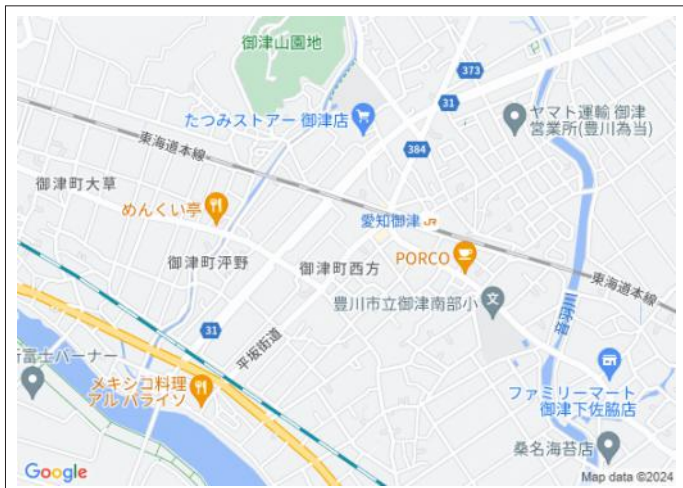 御津山園地
373
31
たつみストアー 御津店
ヤマト運輸 御津
営業所(豊川為当)
東海道本線
384
御津町大草
めんくい亭
愛知御津
JR
PORCO
御津町泙野
御津町西方
東海道本線
豊川市立御津南部小
音羽川
31
平坂街道
新富士バーナー
メキシコ料理
アル パライソ
ファミリーマート
御津下佐脇店
桑名海苔店
Google
Map data ©2024